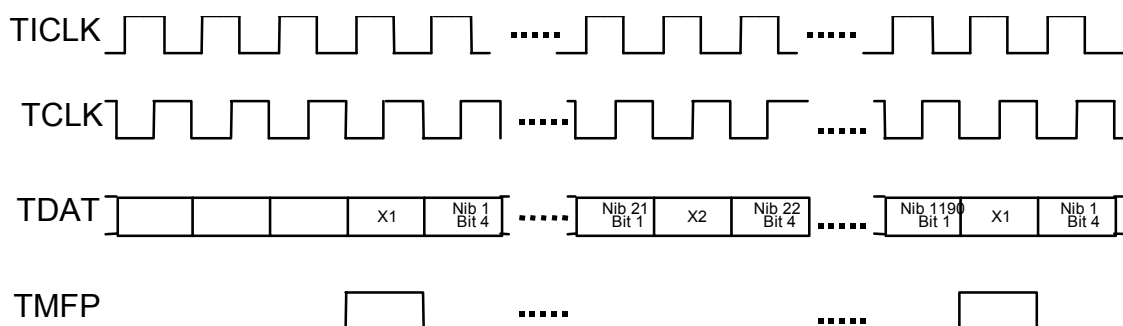 TICLK
TCLK
TDAT
X1
Nib 1
Bit 4
Nib 21
Bit 1
X2
Nib 22
Bit 4
Nib 1190
Bit 1
X1
Nib 1
Bit 4
TMFP